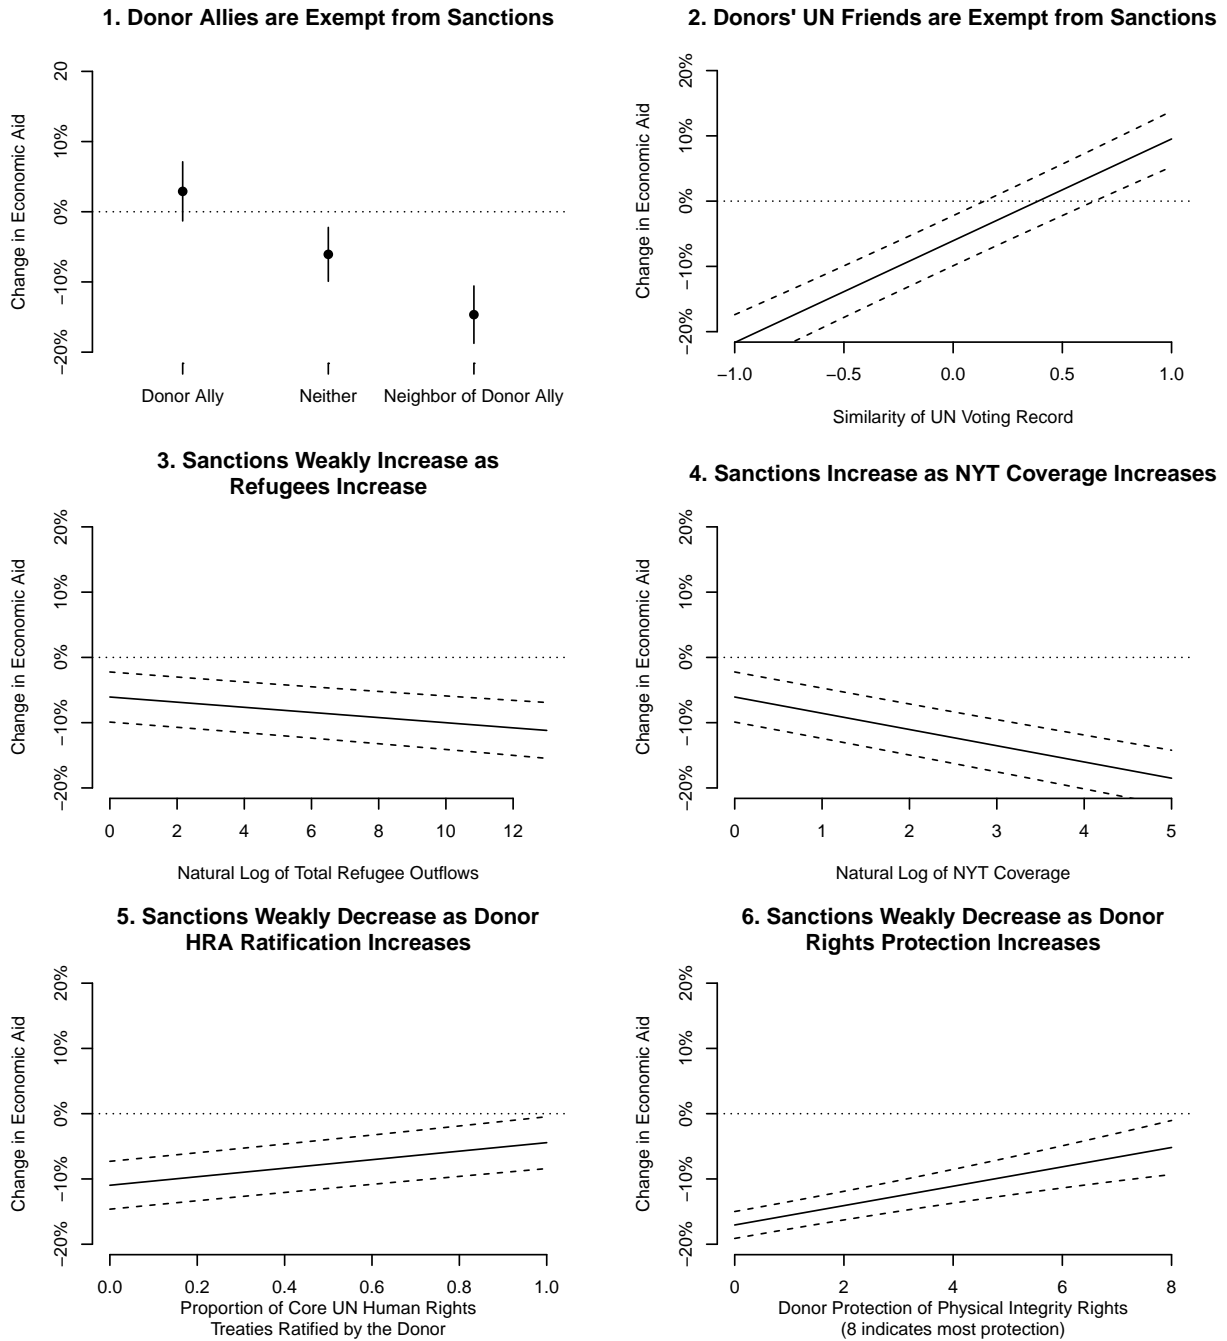 1. Donor Allies are Exempt from Sanctions
Change in Economic Aid
20
10%
0%
−10%
−20%
Donor Ally
Neither
Neighbor of Donor Ally
2. Donors' UN Friends are Exempt from Sanctions
Change in Economic Aid
20%
10%
0%
−10%
−20%
−1.0
−0.5
0.0
0.5
1.0
Similarity of UN Voting Record
3. Sanctions Weakly Increase as
Refugees Increase
Change in Economic Aid
20%
10%
0%
−10%
−20%
0
2
4
6
8
10
12
Natural Log of Total Refugee Outflows
4. Sanctions Increase as NYT Coverage Increases
Change in Economic Aid
20%
10%
0%
−10%
−20%
0
1
2
3
4
5
Natural Log of NYT Coverage
5. Sanctions Weakly Decrease as Donor
HRA Ratification Increases
Change in Economic Aid
20%
10%
0%
−10%
−20%
0.0
0.2
0.4
0.6
0.8
1.0
Proportion of Core UN Human Rights
Treaties Ratified by the Donor
6. Sanctions Weakly Decrease as Donor
Rights Protection Increases
Change in Economic Aid
20%
10%
0%
−10%
−20%
0
2
4
6
8
Donor Protection of Physical Integrity Rights
(8 indicates most protection)